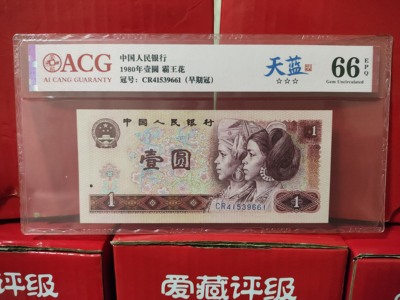 ACG
AI CANG GUARANTY
中国人民银行
1980年壹圆 霸王花
冠号：CR41539661（早期冠）
天蓝
☆☆☆
66 EPQ
Gem Uncirculated
中国人民银行
1
壹圆
1
CR41539661
1
爱藏评级